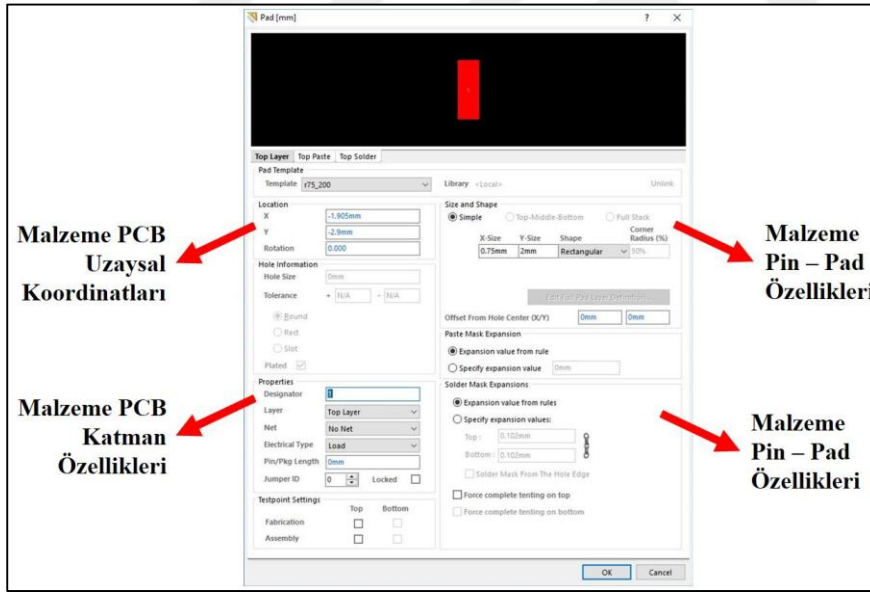 Pad [mm]
? ×
1
Top Layer Top Paste Top Solder
Pad Template
Template r75_200 Library <Local> Unlink
Location
X -1.905mm
Y -2.9mm
Rotation 0.000
Hole Information
Hole Size 0mm
Tolerance + N/A - N/A
Round
Rect
Slot
Plated
Properties
Designator 1
Layer Top Layer
Net No Net
Electrical Type Load
Pin/Pkg Length 0mm
Jumper ID 0 Locked
Testpoint Settings
Top Bottom
Fabrication
Assembly
Size and Shape
Simple Top-Middle-Bottom Full Stack
X-Size Y-Size Shape Corner
Radius (%)
0.75mm 2mm Rectangular 50%
Edit Full Pad Layer Definition...
Offset From Hole Center (X/Y) 0mm 0mm
Paste Mask Expansion
Expansion value from rule
Specify expansion value 0mm
Solder Mask Expansions
Expansion value from rules
Specify expansion values:
Top : 0.102mm
Bottom : 0.102mm
Solder Mask From The Hole Edge
Force complete tenting on top
Force complete tenting on bottom
OK Cancel
Malzeme PCB
Uzaysal
Koordinatları
Malzeme PCB
Katman
Özellikleri
Malzeme
Pin – Pad
Özellikleri
Malzeme
Pin – Pad
Özellikleri